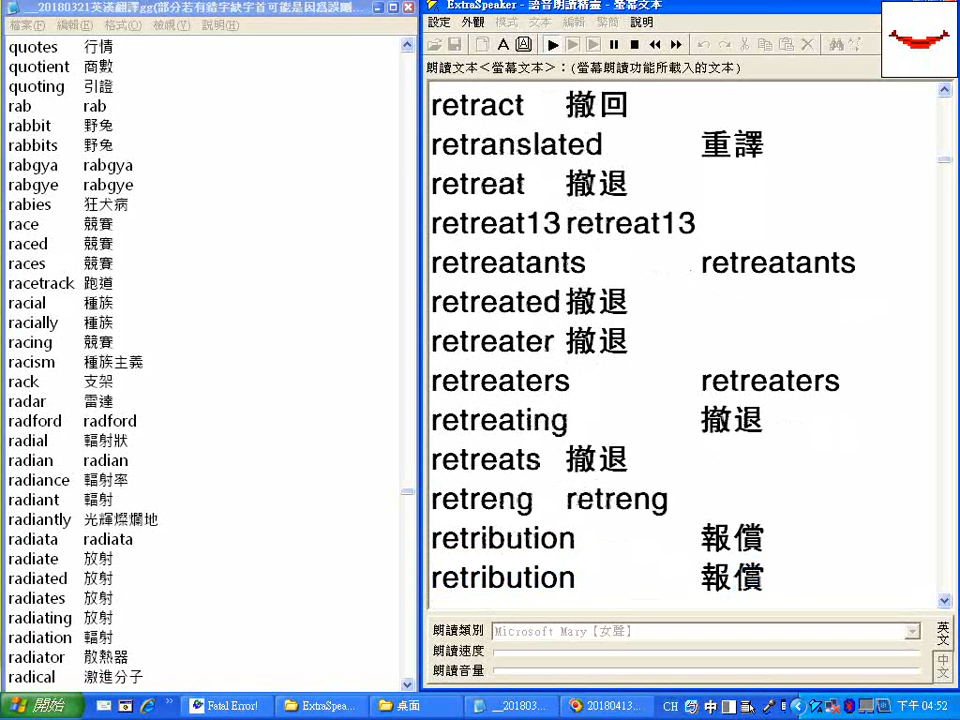 __20180321英漢翻譯gg(部分若有錯字缺字首可能是因為誤刪...
檔案(F) 編輯(E) 格式(O) 檢視(V) 說明(H)
quotes 行情
quotient 商數
quoting 引證
rab rab
rabbit 野兔
rabbits 野兔
rabgya rabgya
rabgye rabgye
rabies 狂犬病
race 競賽
raced 競賽
races 競賽
racetrack 跑道
racial 種族
racially 種族
racing 競賽
racism 種族主義
rack 支架
radar 雷達
radford radford
radial 輻射狀
radian radian
radiance 輻射率
radiant 輻射
radiantly 光輝燦爛地
radiata radiata
radiate 放射
radiated 放射
radiates 放射
radiating 放射
radiation 輻射
radiator 散熱器
radical 激進分子
ExtraSpeaker - 語音朗讀精靈 - 螢幕文本
設定 外觀 模式 文本 編輯 繁簡 說明
朗讀文本<螢幕文本>：(螢幕朗讀功能所載入的文本)
retract 撤回
retranslated 重譯
retreat 撤退
retreat13 retreat13
retreatants retreatants
retreated 撤退
retreater 撤退
retreaters retreaters
retreating 撤退
retreats 撤退
retreng retreng
retribution 報償
retribution 報償
朗讀類別 Microsoft Mary【女聲】
朗讀速度
朗讀音量
英文
中文
開始 Fatal Error! ExtraSpea... 桌面 __201803... 20180413... CH 中 下午 04:52